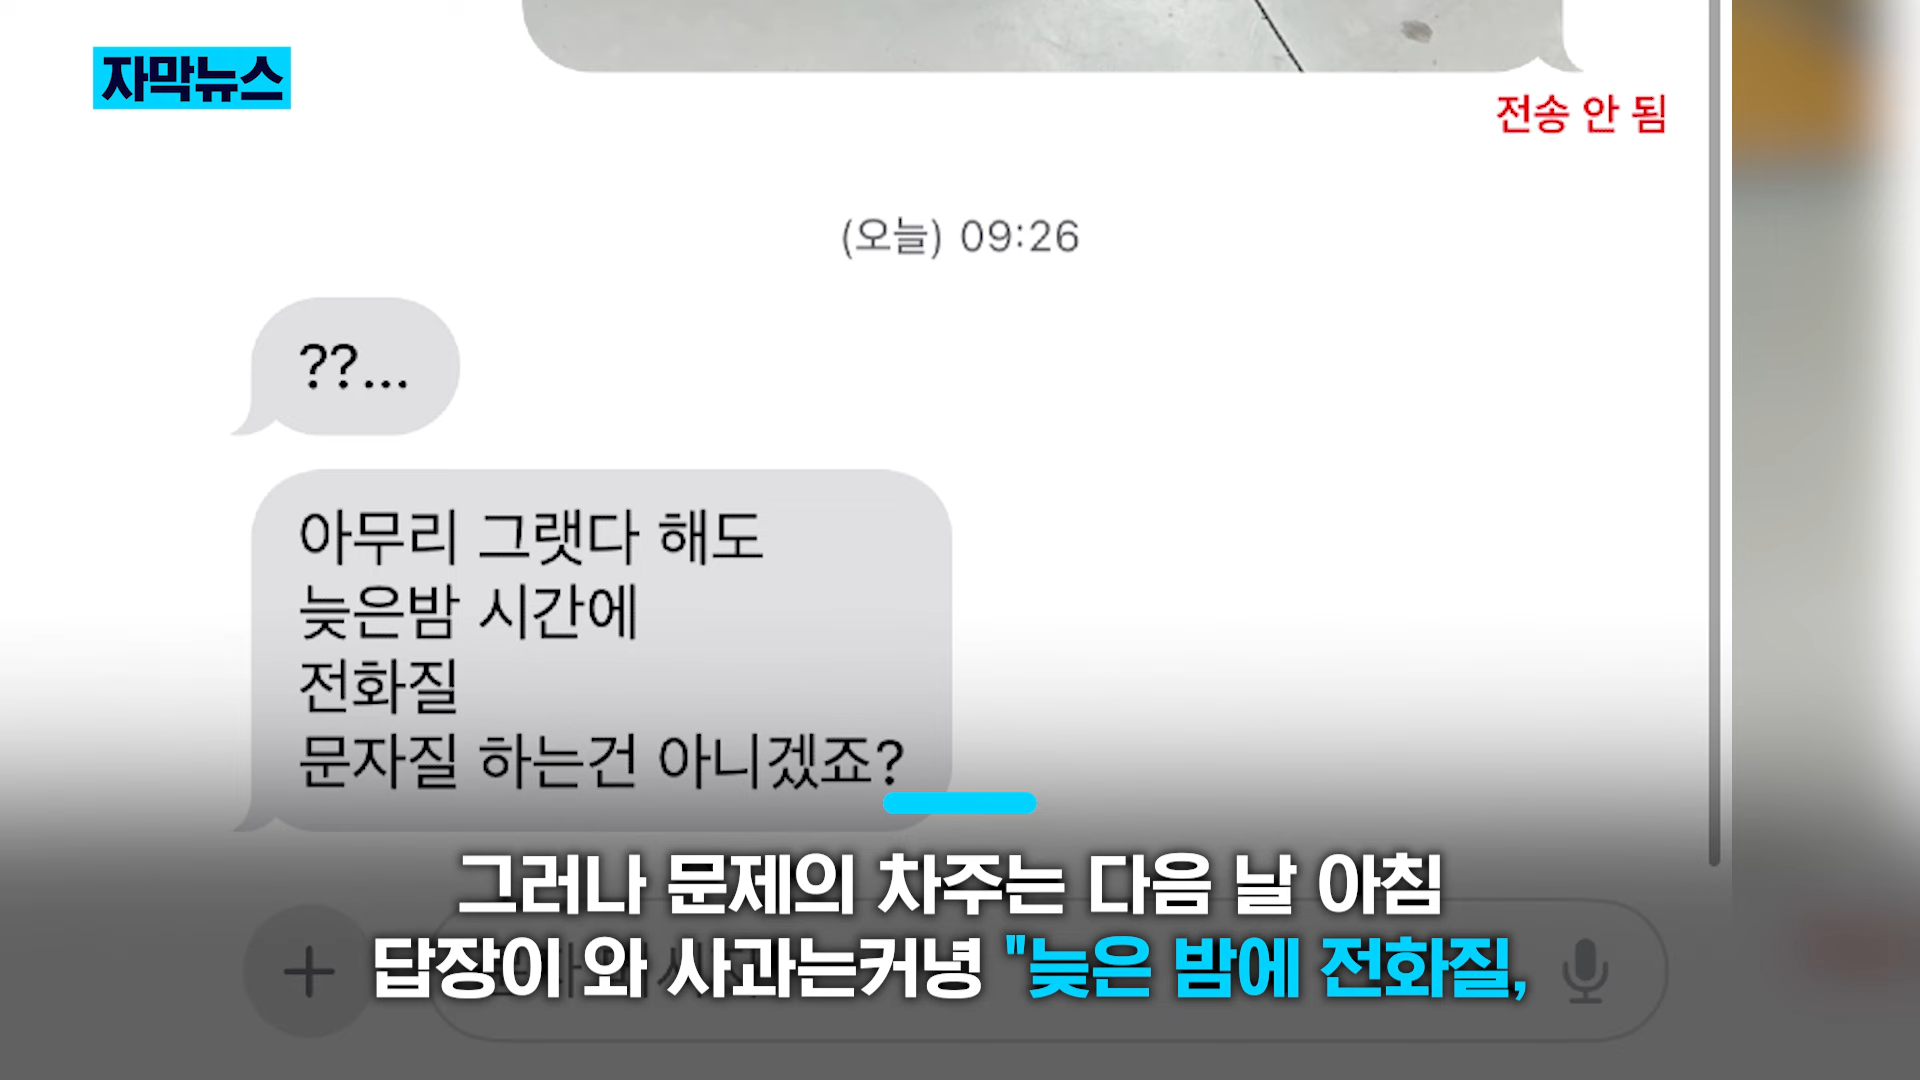 자막뉴스
전송 안 됨
(오늘) 09:26
??...
아무리 그랫다 해도
늦은밤 시간에
전화질
문자질 하는건 아니겠죠?
그러나 문제의 차주는 다음 날 아침
답장이 와 사과는커녕 "늦은 밤에 전화질,